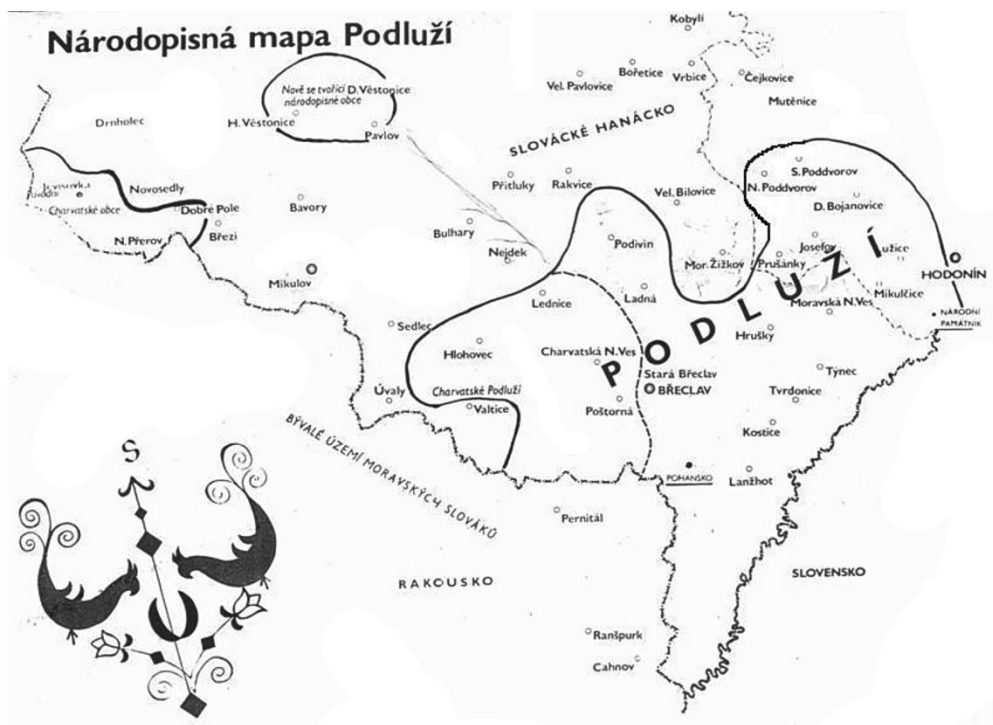 Národopisná mapa Podluží
Kobylí
Bořetice
Vrbice
Čejkovice
Vel. Pavlovice
Mutěnice
Nově se tvořící
národopisné obce
D. Věstonice
H. Věstonice
Pavlov
Drnholec
SLOVÁCKÉ HANÁCKO
Novosedly
Charvatské obce
Dobré Pole
Březí
N. Přerov
Bavory
Mikulov
Přítluky
Rakvice
Bulhary
Nejdek
Vel. Bílovice
Podivín
Mor. Žižkov
S. Poddvorov
N. Poddvorov
D. Bojanovice
Josefov
Prušánky
HODONÍN
Mikulčice
Moravská N. Ves
NÁRODNÍ
PAMÁTNÍK
Lednice
Ladná
Hrušky
PODLUŽÍ
Sedlec
Hlohovec
Charvatská N. Ves
Stará Břeclav
BŘECLAV
Týnec
Tvrdonice
Úvaly
Charvatské Podluží
Valtice
Poštorná
Kostice
POHANSKO
Lanžhot
BÝVALÉ ÚZEMÍ MORAVSKÝCH SLOVÁKŮ
S
Pernitál
RAKOUSKO
SLOVENSKO
Ranšpurk
Cahnov